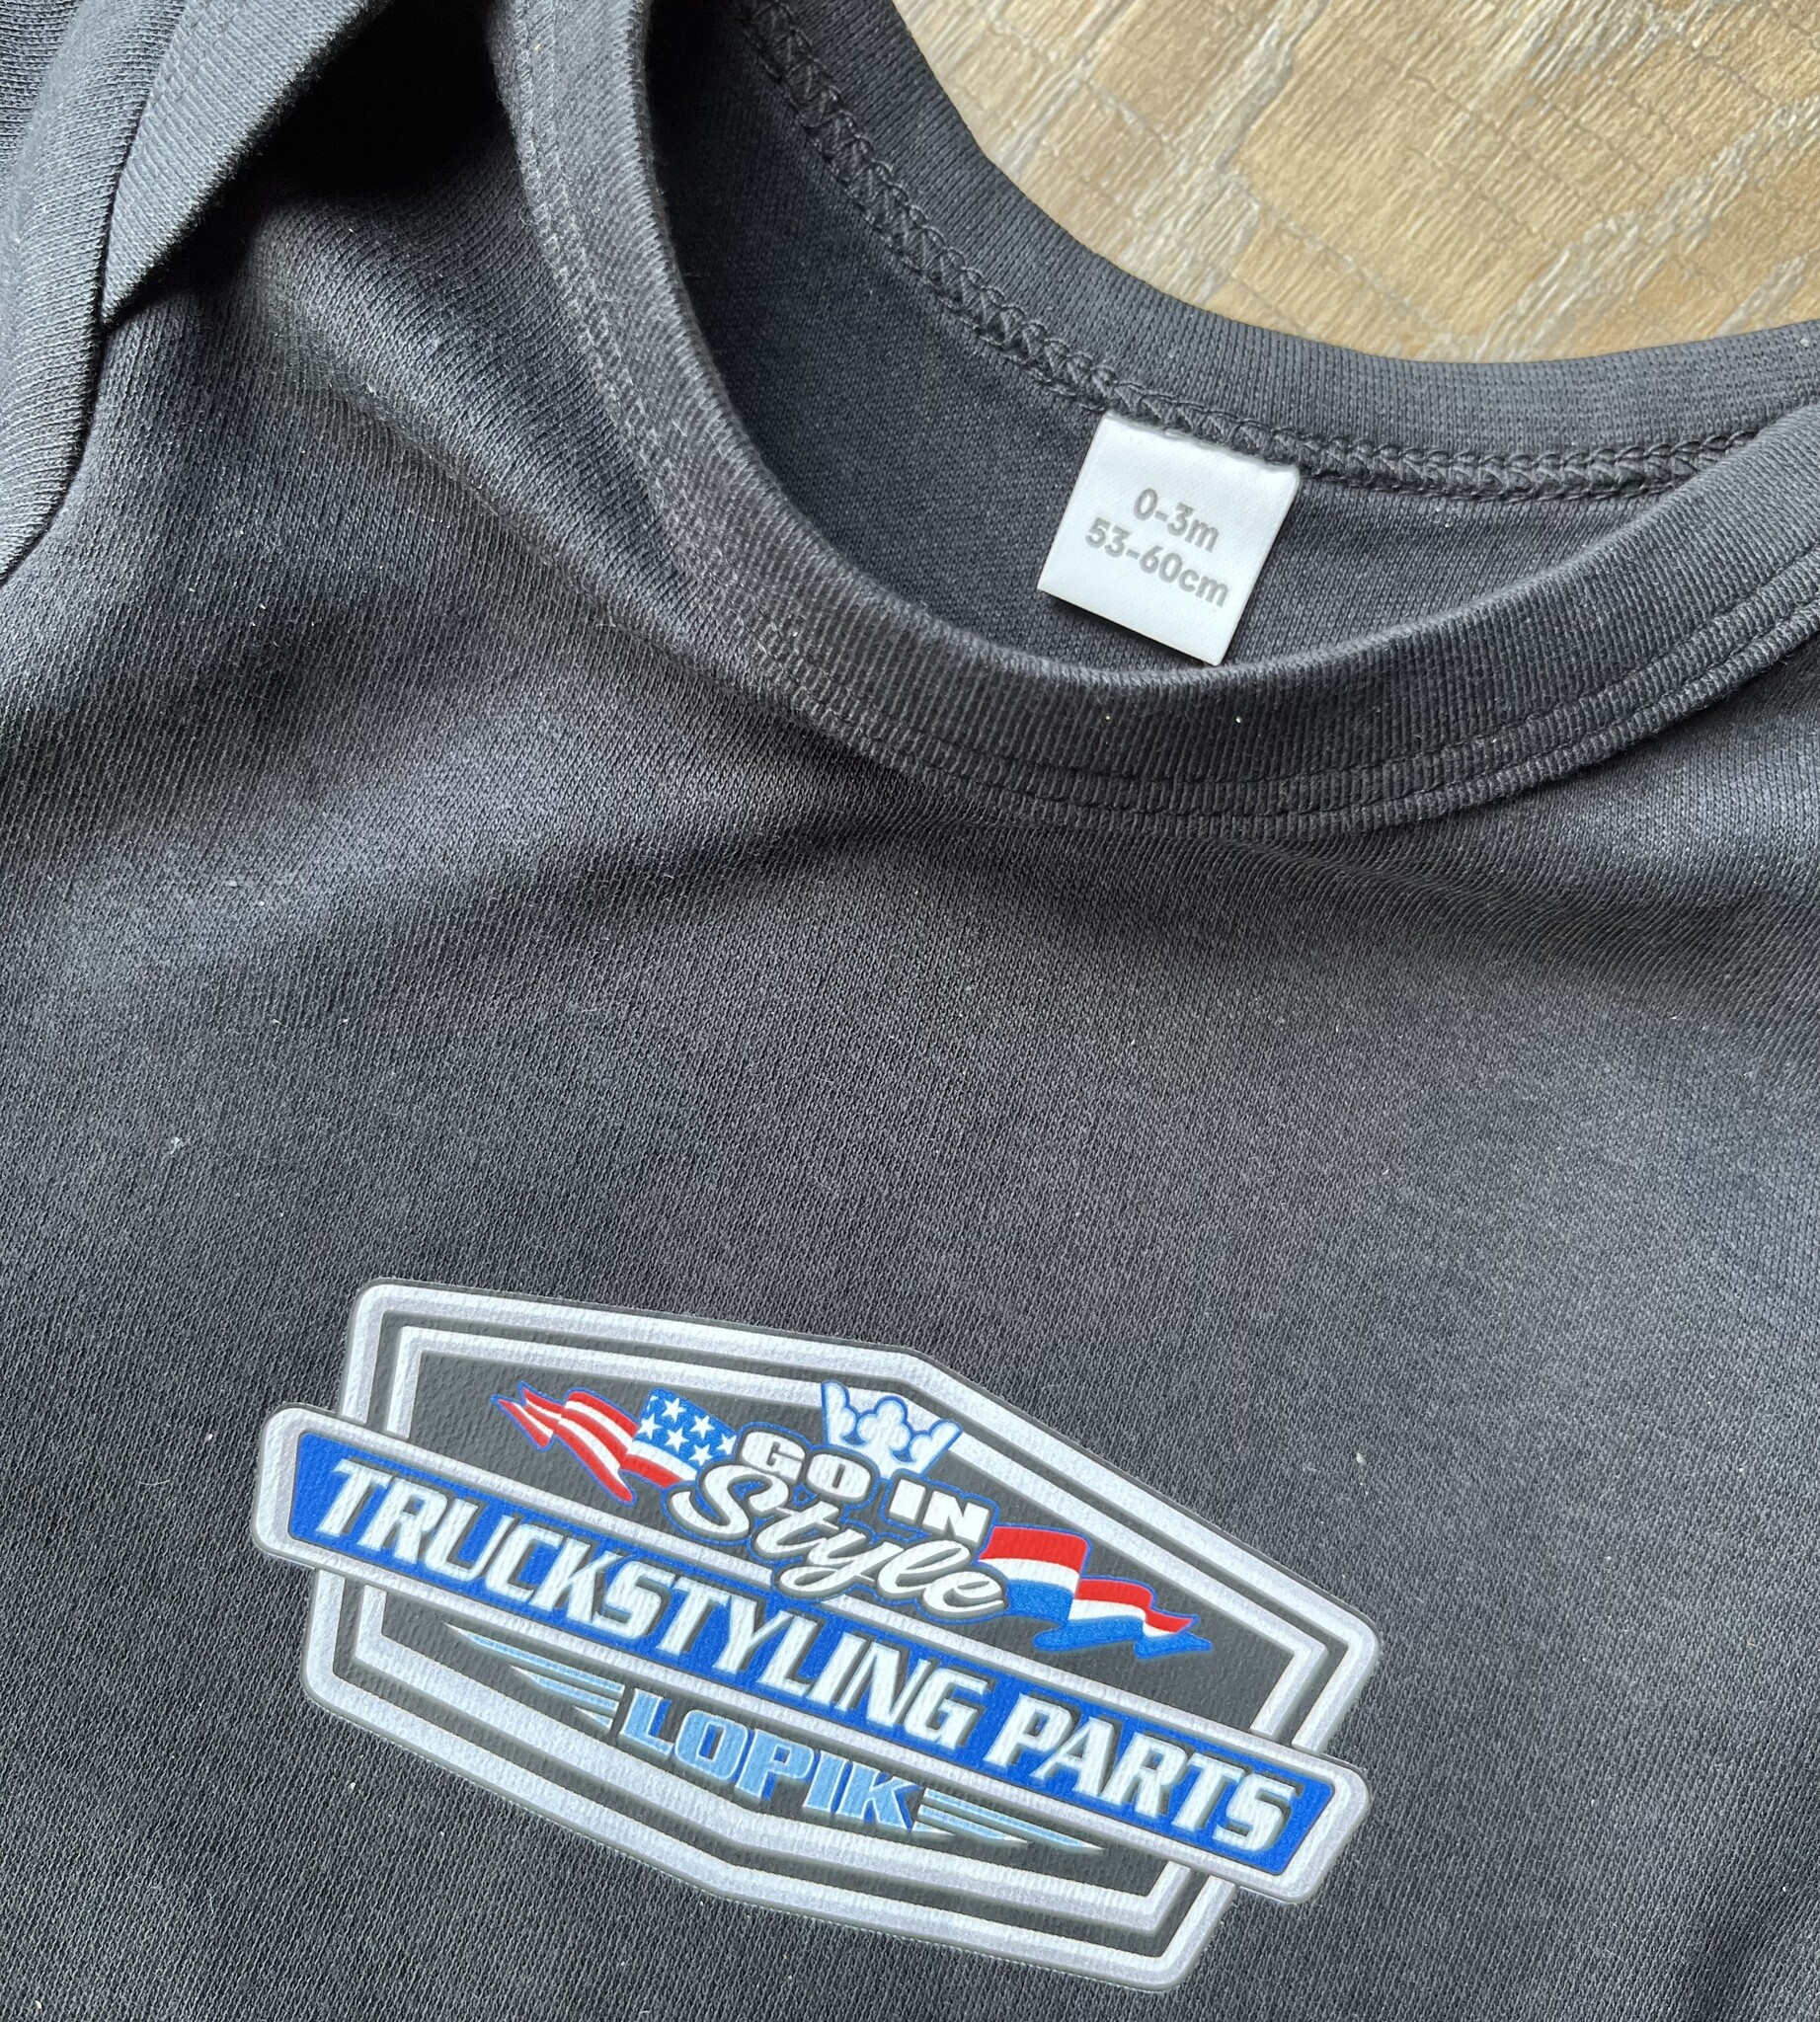 0-3m
53-60cm
GO IN
Style
TRUCKSTYLING PARTS
LOPIK